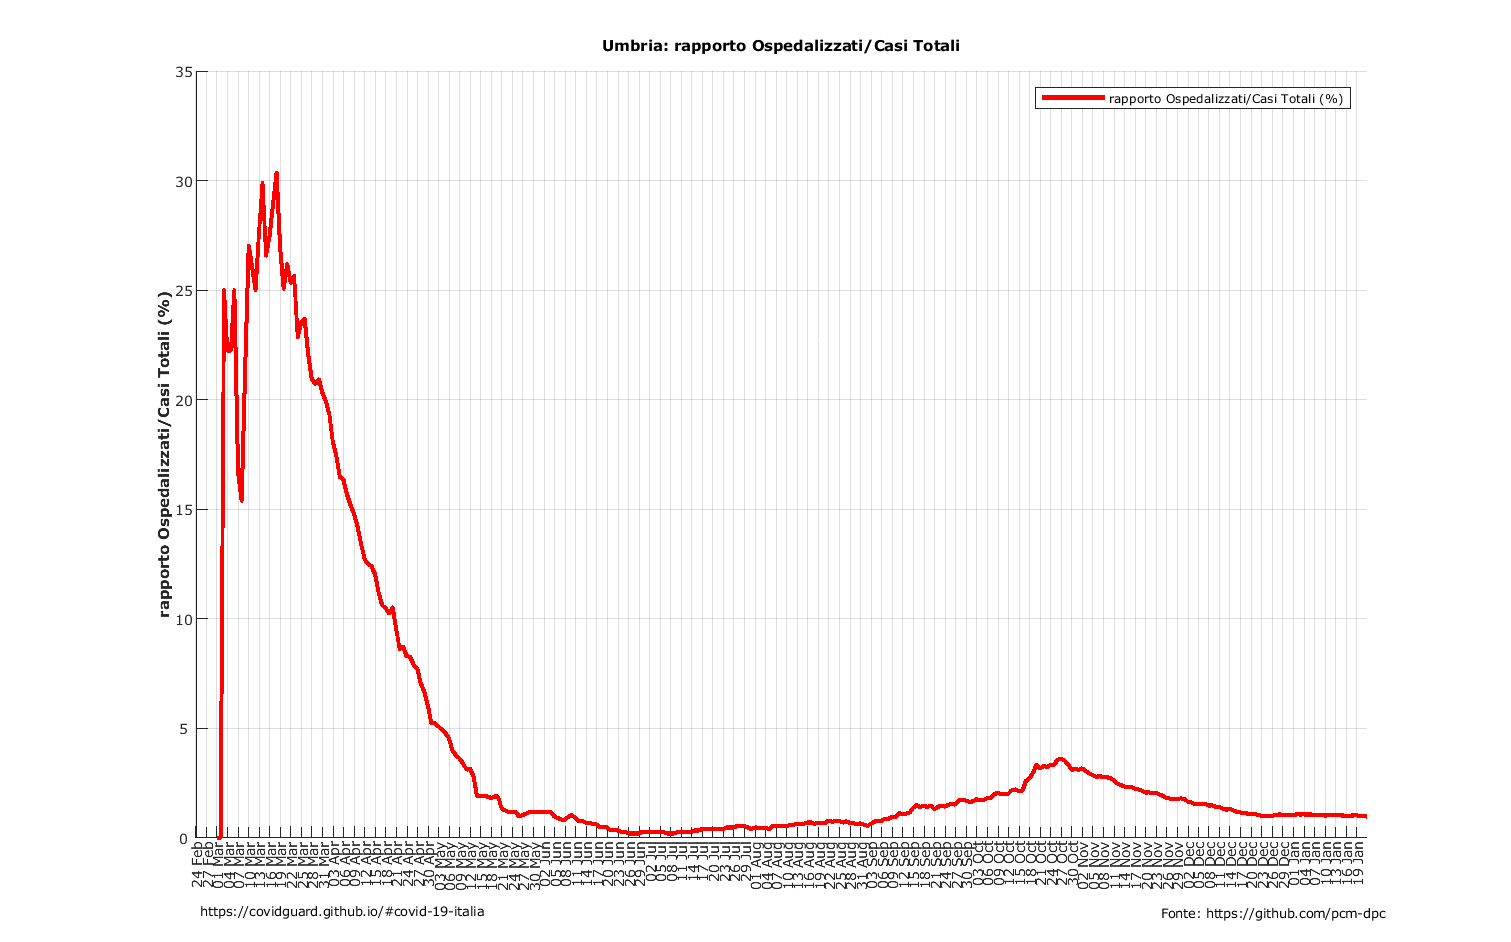 Umbria: rapporto Ospedalizzati/Casi Totali
rapporto Ospedalizzati/Casi Totali (%)
rapporto Ospedalizzati/Casi Totali (%)
35
30
25
20
15
10
5
0
24 Feb
27 Feb
01 Mar
04 Mar
07 Mar
10 Mar
13 Mar
16 Mar
19 Mar
22 Mar
25 Mar
28 Mar
31 Mar
03 Apr
06 Apr
09 Apr
12 Apr
15 Apr
18 Apr
21 Apr
24 Apr
27 Apr
30 Apr
03 May
06 May
09 May
12 May
15 May
18 May
21 May
24 May
27 May
30 May
02 Jun
05 Jun
08 Jun
11 Jun
14 Jun
17 Jun
20 Jun
23 Jun
26 Jun
29 Jun
02 Jul
05 Jul
08 Jul
11 Jul
14 Jul
17 Jul
20 Jul
23 Jul
26 Jul
29 Jul
01 Aug
04 Aug
07 Aug
10 Aug
13 Aug
16 Aug
19 Aug
22 Aug
25 Aug
28 Aug
31 Aug
03 Sep
06 Sep
09 Sep
12 Sep
15 Sep
18 Sep
21 Sep
24 Sep
27 Sep
30 Sep
03 Oct
06 Oct
09 Oct
12 Oct
15 Oct
18 Oct
21 Oct
24 Oct
27 Oct
30 Oct
02 Nov
05 Nov
08 Nov
11 Nov
14 Nov
17 Nov
20 Nov
23 Nov
26 Nov
29 Nov
02 Dec
05 Dec
08 Dec
11 Dec
14 Dec
17 Dec
20 Dec
23 Dec
26 Dec
29 Dec
01 Jan
04 Jan
07 Jan
10 Jan
13 Jan
16 Jan
19 Jan
https://covidguard.github.io/#covid-19-italia
Fonte: https://github.com/pcm-dpc